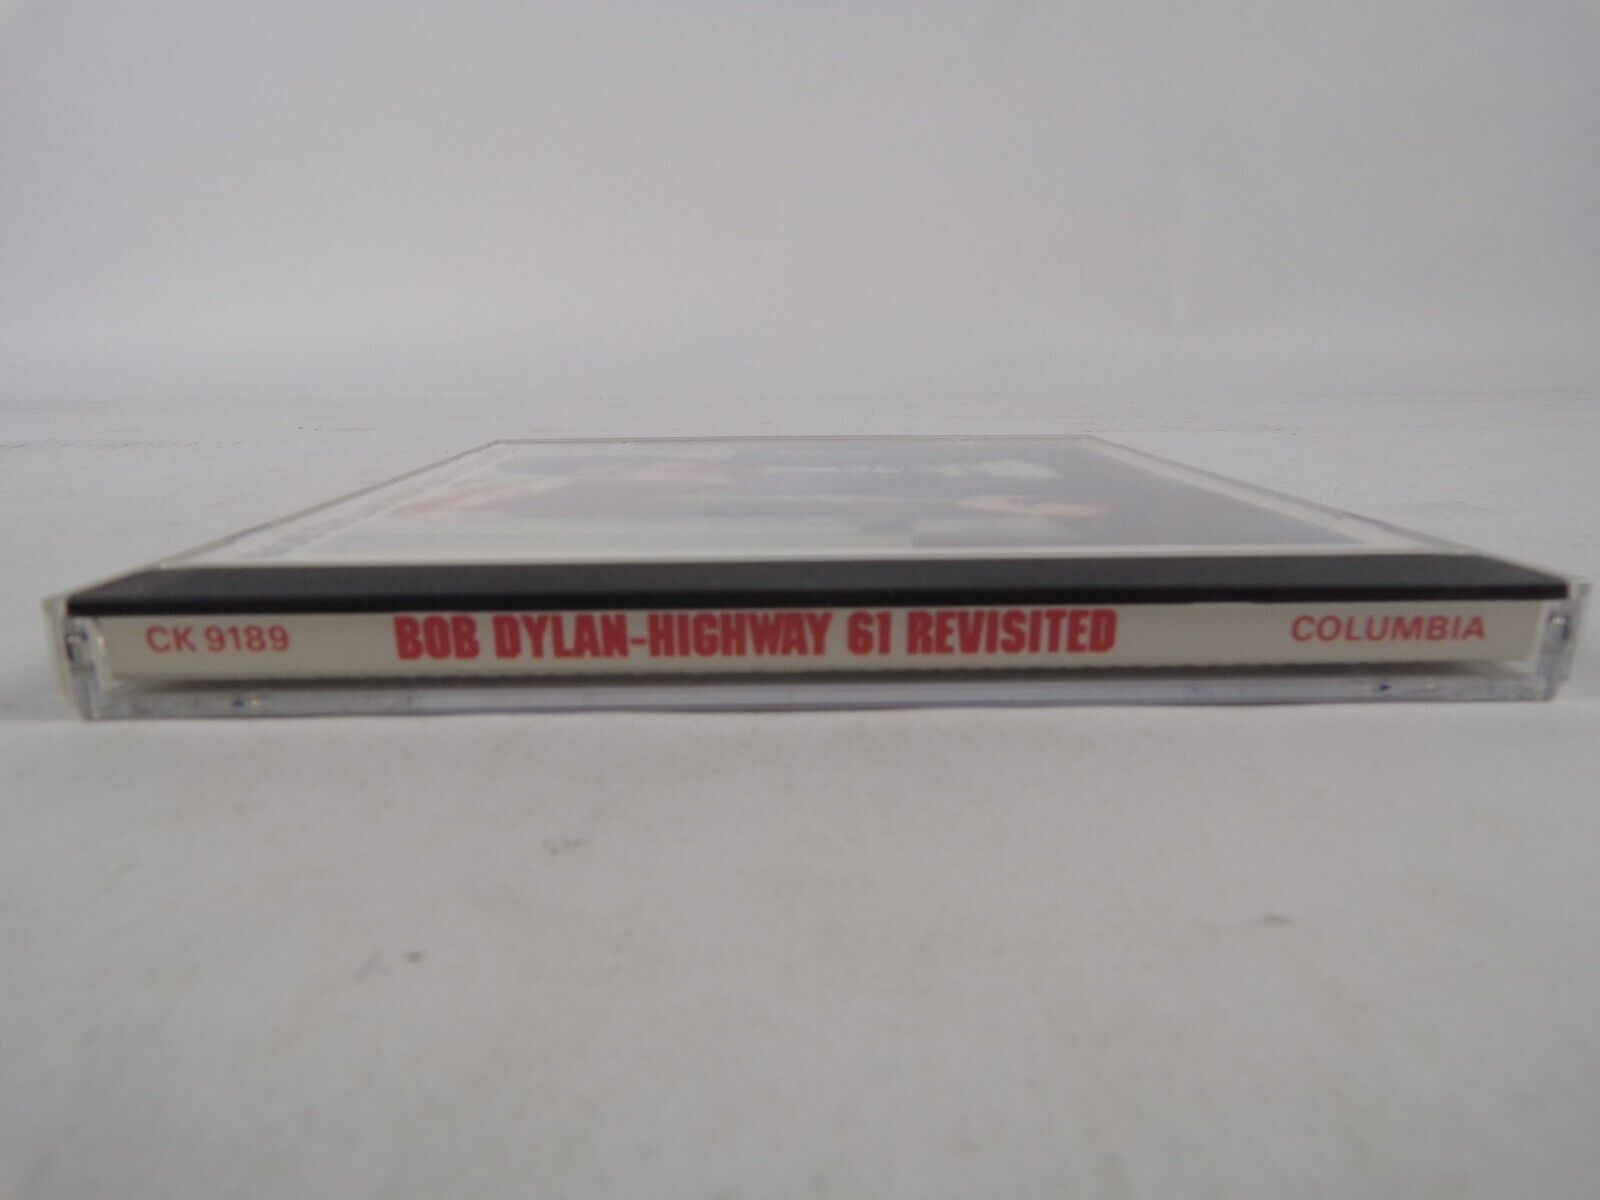 CK 9189 BOB DYLAN-HIGHWAY 61 REVISITED COLUMBIA